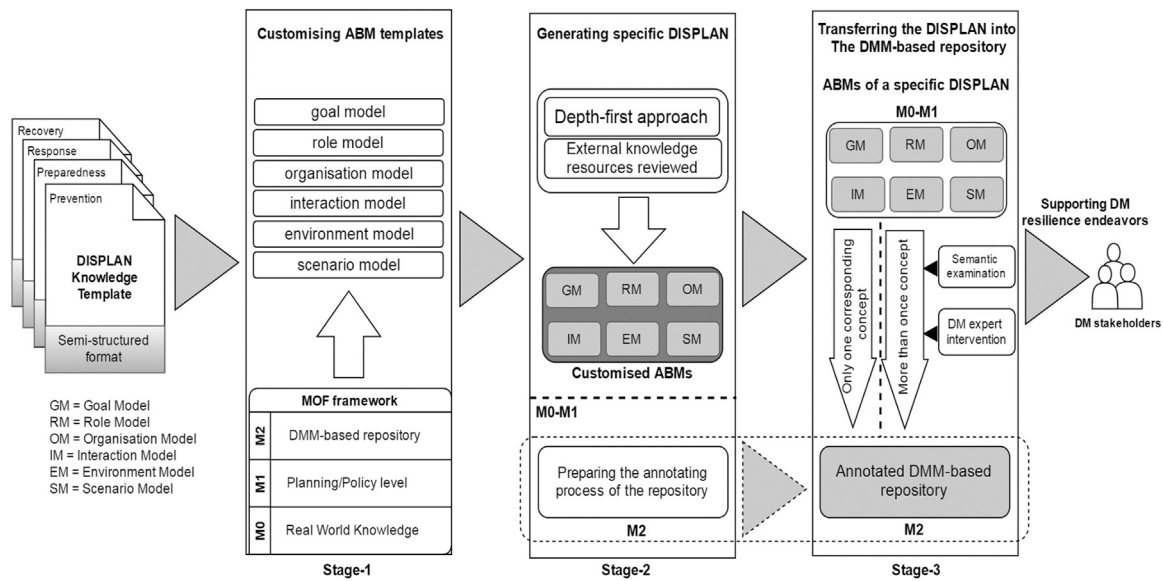 Recovery
Response
Preparedness
Prevention
DISPLAN
Knowledge
Template
Semi-structured
format
GM = Goal Model
RM = Role Model
OM = Organisation Model
IM = Interaction Model
EM = Environment Model
SM = Scenario Model
Customising ABM templates
goal model
role model
organisation model
interaction model
environment model
scenario model
MOF framework
M2
DMM-based repository
M1
Planning/Policy level
M0
Real World Knowledge
Stage-1
Generating specific DISPLAN
Depth-first approach
External knowledge
resources reviewed
GM RM OM
IM EM SM
Customised ABMs
M0-M1
Preparing the annotating
process of the repository
M2
Stage-2
Transferring the DISPLAN into
The DMM-based repository
ABMs of a specific DISPLAN
M0-M1
GM RM OM
IM EM SM
Only one corresponding
concept
More than once concept
Semantic
examination
DM expert
intervention
Annotated DMM-based
repository
M2
Stage-3
Supporting DM
resilience endeavors
DM stakeholders